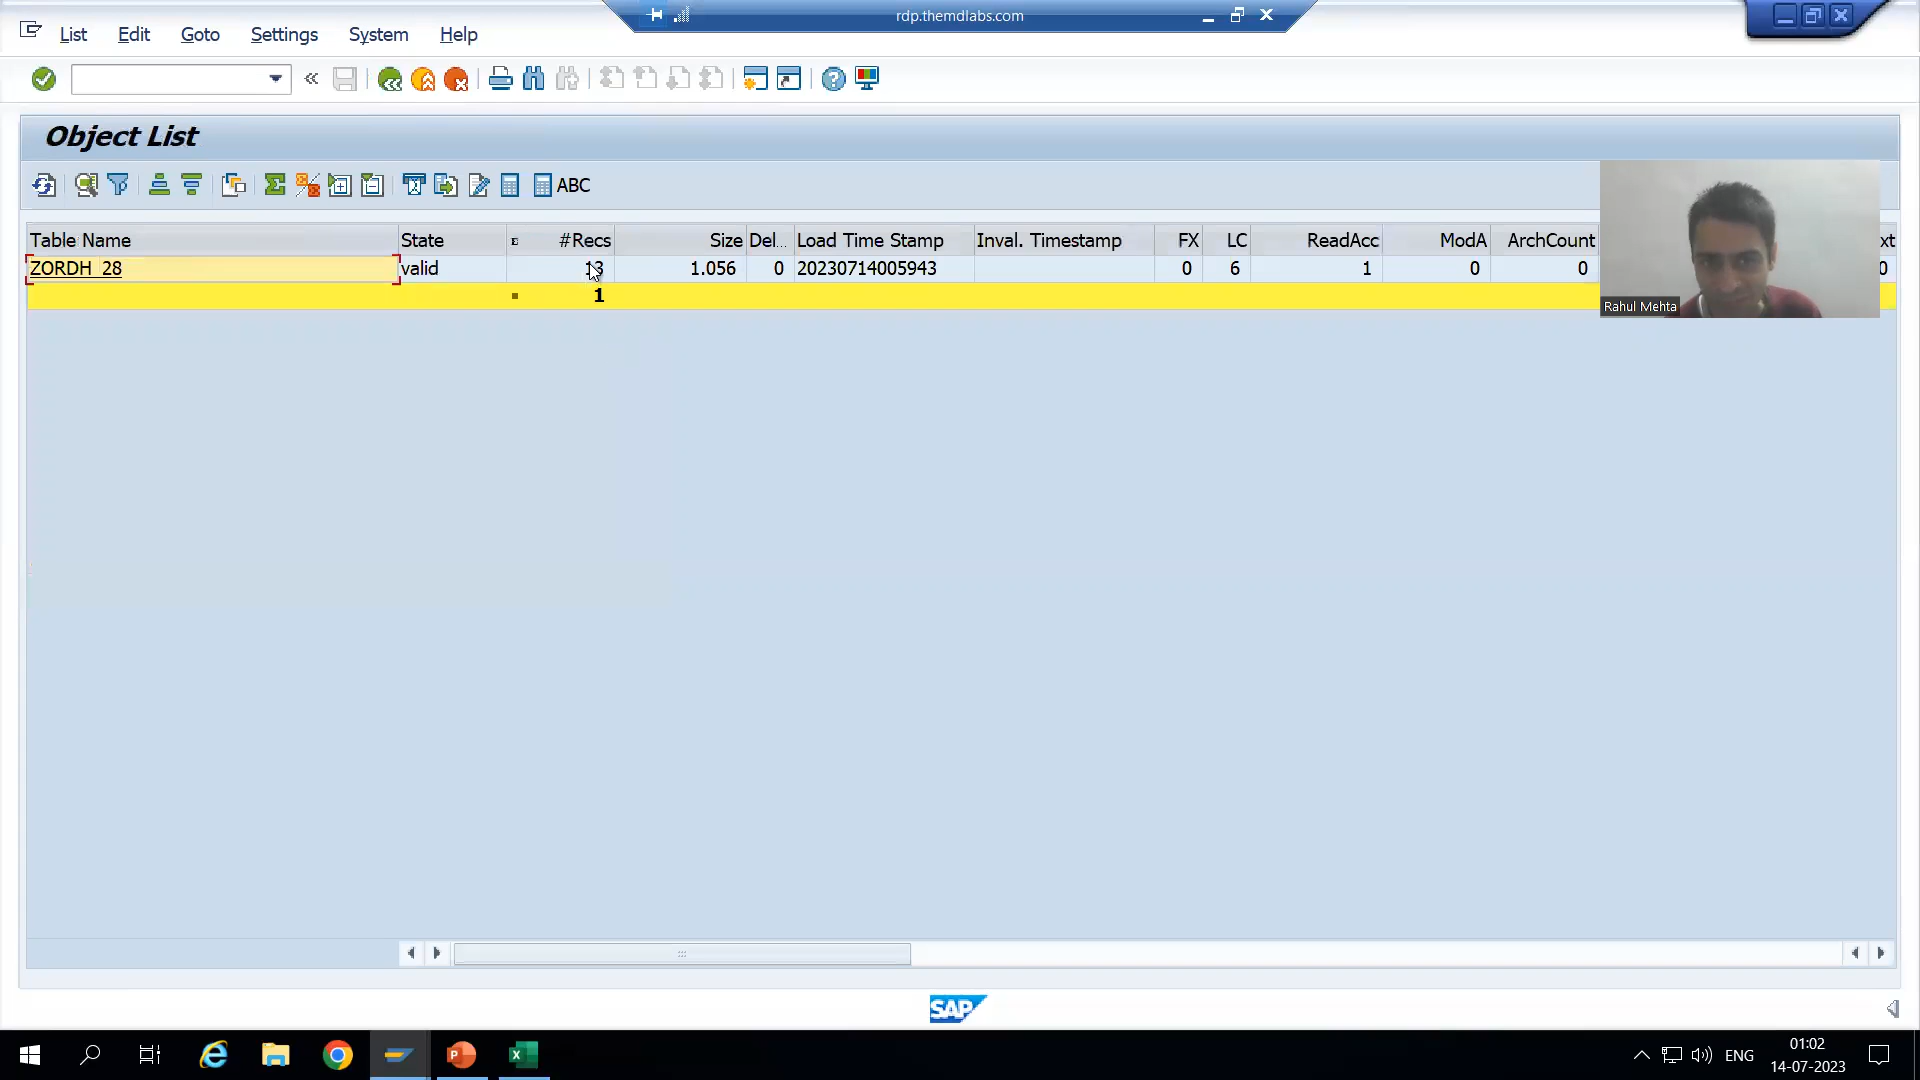 rdp.themdlabs.com
List Edit Goto Settings System Help
Object List
ABC
Table Name State #Recs Size Del... Load Time Stamp Inval. Timestamp FX LC ReadAcc ModA ArchCount xt
ZORDH_28 valid 13 1.056 0 20230714005943 0 6 1 0 0 0
1
Rahul Mehta
SAP
ENG
01:02
14-07-2023